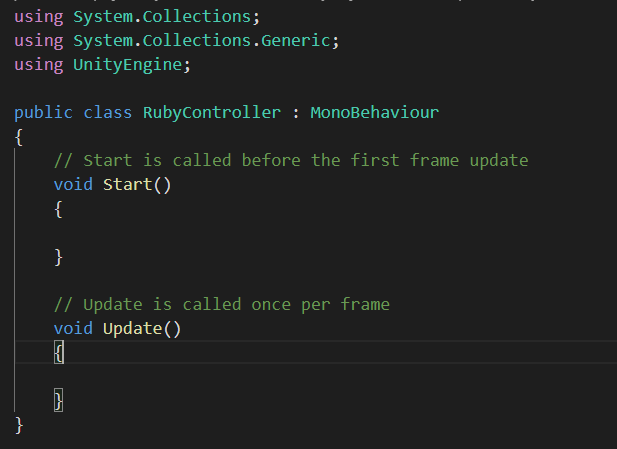 using System.Collections;
using System.Collections.Generic;
using UnityEngine;

public class RubyController : MonoBehaviour
{
    // Start is called before the first frame update
    void Start()
    {

    }

    // Update is called once per frame
    void Update()
    {

    }
}